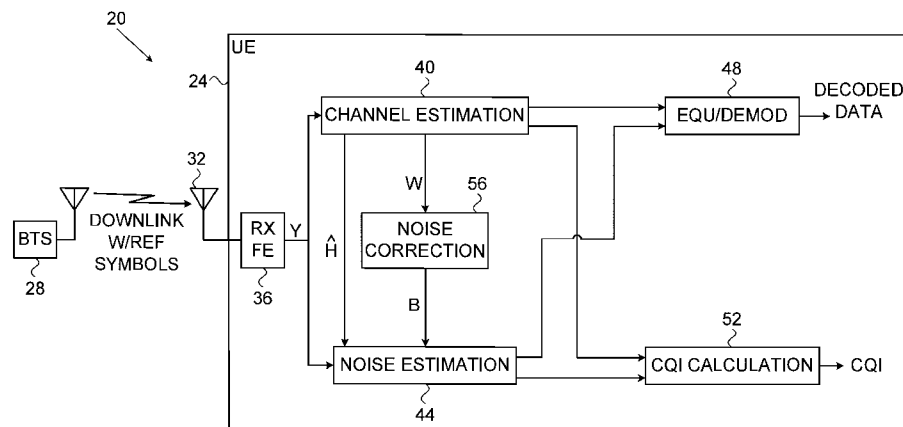 20
UE
24
40
CHANNEL ESTIMATION
48
EQU/DEMOD
DECODED
DATA
32
W
56
NOISE
CORRECTION
BTS
28
DOWNLINK
W/REF
SYMBOLS
RX
FE
36
Y
Ĥ
B
NOISE ESTIMATION
44
52
CQI CALCULATION
CQI